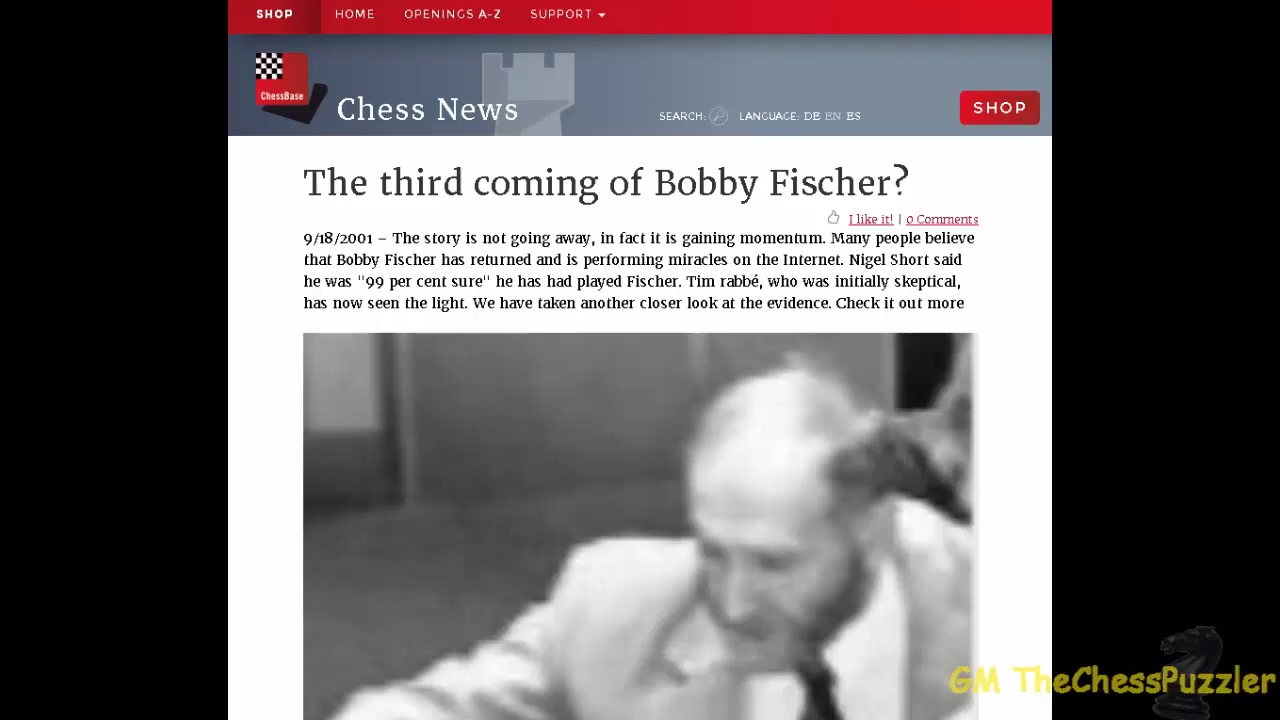 SHOP HOME OPENINGS A-Z SUPPORT
ChessBase
Chess News
SEARCH: LANGUAGE: DE EN ES
SHOP
The third coming of Bobby Fischer?
I like it! | 0 Comments
9/18/2001 – The story is not going away, in fact it is gaining momentum. Many people believe
that Bobby Fischer has returned and is performing miracles on the Internet. Nigel Short said
he was "99 per cent sure" he has had played Fischer. Tim rabbé, who was initially skeptical,
has now seen the light. We have taken another closer look at the evidence. Check it out more
GM TheChessPuzzler